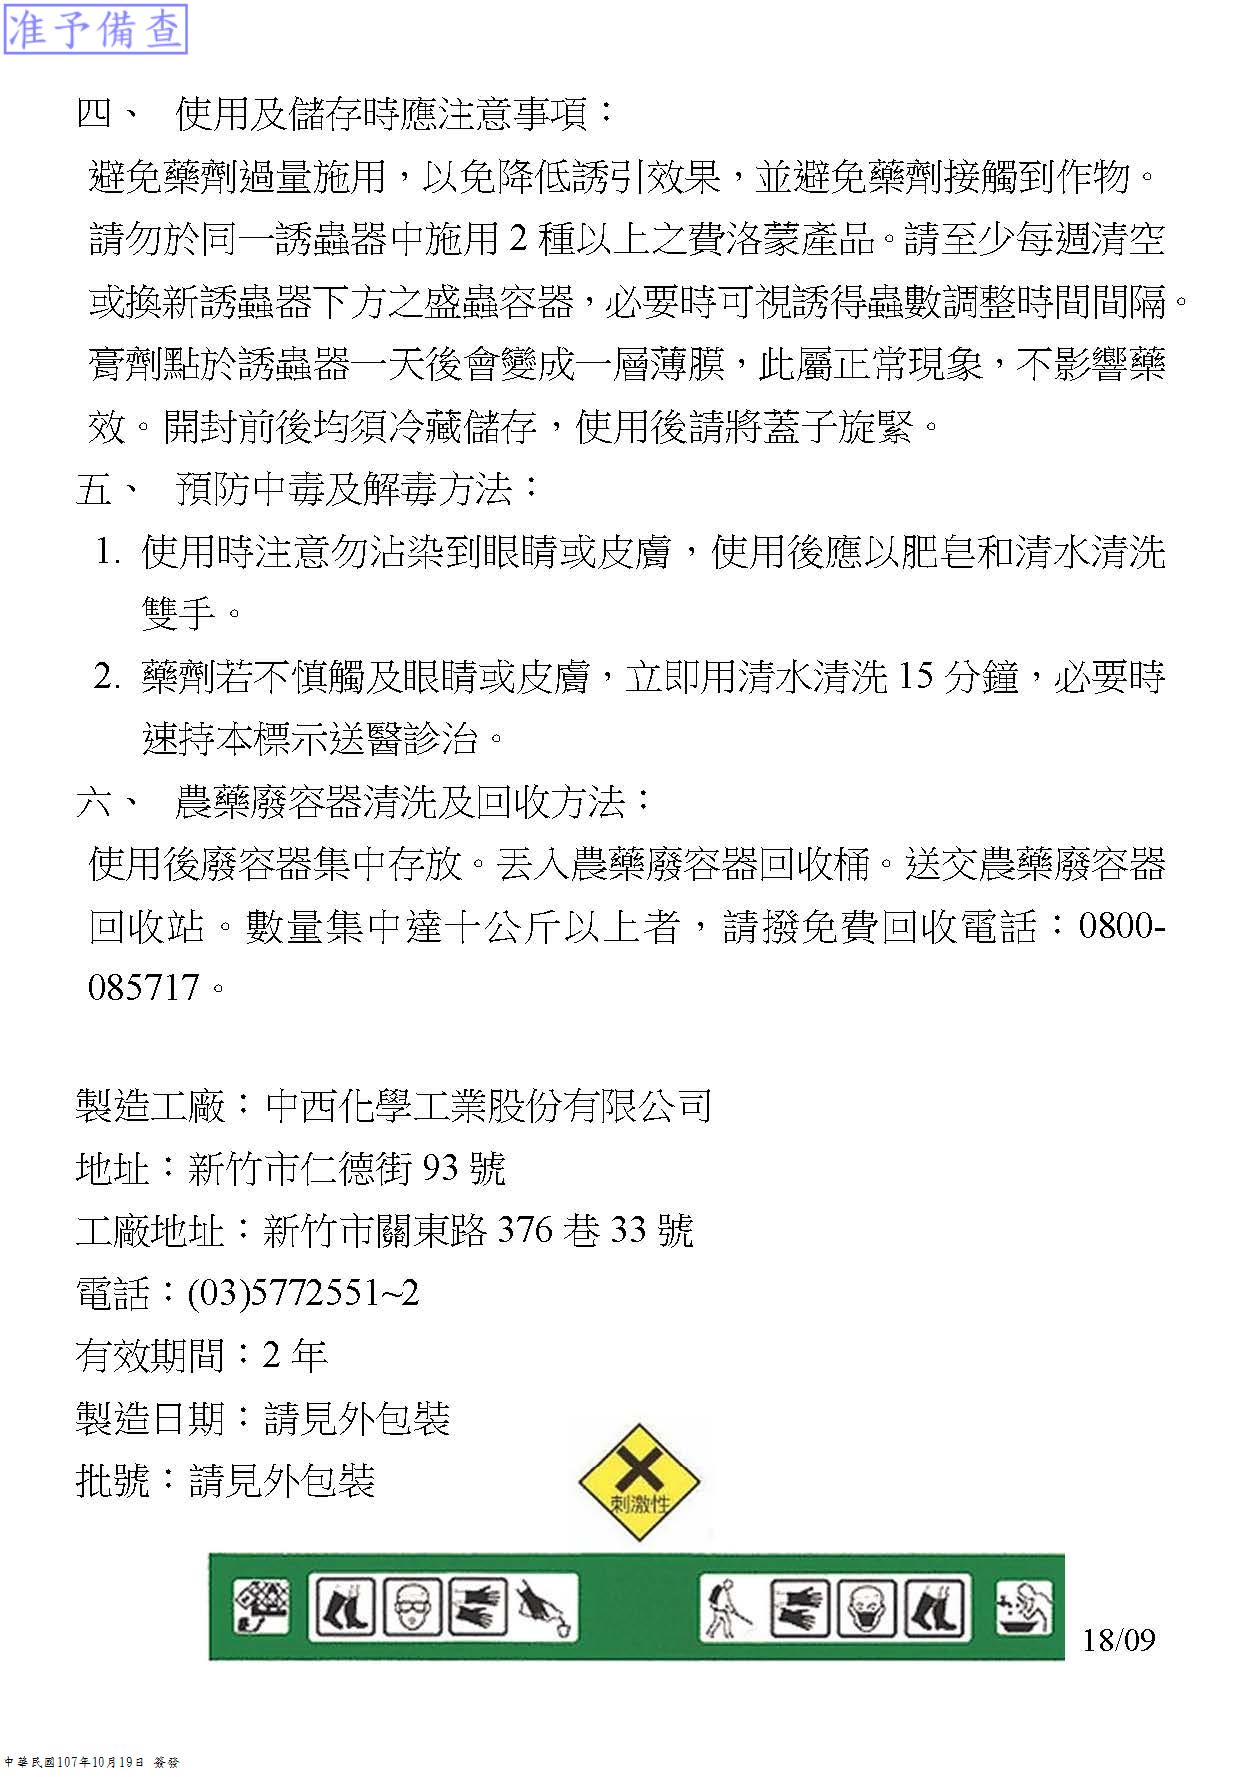 准予備查
四、 使用及儲存時應注意事項：
避免藥劑過量施用，以免降低誘引效果，並避免藥劑接觸到作物。
請勿於同一誘蟲器中施用 2 種以上之費洛蒙產品。請至少每週清空
或換新誘蟲器下方之盛蟲容器，必要時可視誘得蟲數調整時間間隔。
膏劑點於誘蟲器一天後會變成一層薄膜，此屬正常現象，不影響藥
效。開封前後均須冷藏儲存，使用後請將蓋子旋緊。
五、 預防中毒及解毒方法：
1. 使用時注意勿沾染到眼睛或皮膚，使用後應以肥皂和清水清洗
雙手。
2. 藥劑若不慎觸及眼睛或皮膚，立即用清水清洗 15 分鐘，必要時
速持本標示送醫診治。
六、 農藥廢容器清洗及回收方法：
使用後廢容器集中存放。丟入農藥廢容器回收桶。送交農藥廢容器
回收站。數量集中達十公斤以上者，請撥免費回收電話：0800-
085717。
製造工廠：中西化學工業股份有限公司
地址：新竹市仁德街 93 號
工廠地址：新竹市關東路 376 巷 33 號
電話：(03)5772551~2
有效期間：2 年
製造日期：請見外包裝
批號：請見外包裝
刺激性
18/09
中華民國107年10月19日 簽發